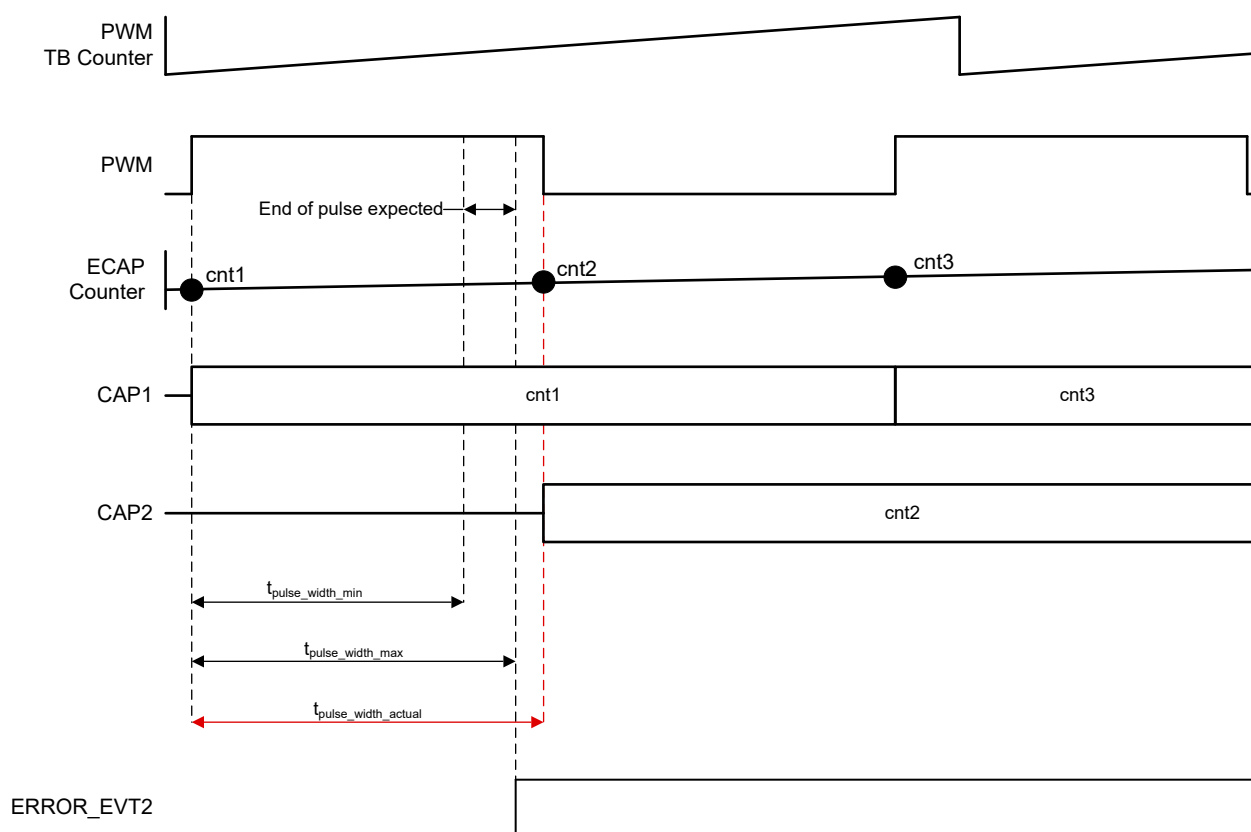 PWM
TB Counter
PWM
End of pulse expected
ECAP
Counter
cnt1
cnt2
cnt3
CAP1
cnt1
cnt3
CAP2
cnt2
tpulse_width_min
tpulse_width_max
tpulse_width_actual
ERROR_EVT2